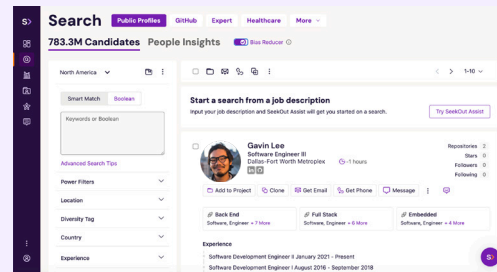 S>
Search
Public Profiles
GitHub
Expert
Healthcare
More
783.3M Candidates
People Insights
Bias Reducer
North America
1-10
Smart Match
Boolean
Keywords or Boolean
Advanced Search Tips
Power Filters
Location
Diversity Tag
Country
Experience
Start a search from a job description
Input your job description and SeekOut Assist will get you started on a search.
Try SeekOut Assist
Gavin Lee
Software Engineer III
Dallas-Fort Worth Metroplex
~1 hours
Repositories 2
Stars 0
Followers 0
Following 0
Add to Project
Clone
Get Email
Get Phone
Message
Back End
Software, Engineer + 7 More
Full Stack
Software, Engineer + 6 More
Embedded
Software, Engineer + 4 More
Experience
Software Development Engineer II January 2021 - Present
Software Development Engineer I August 2016 - September 2018
S>